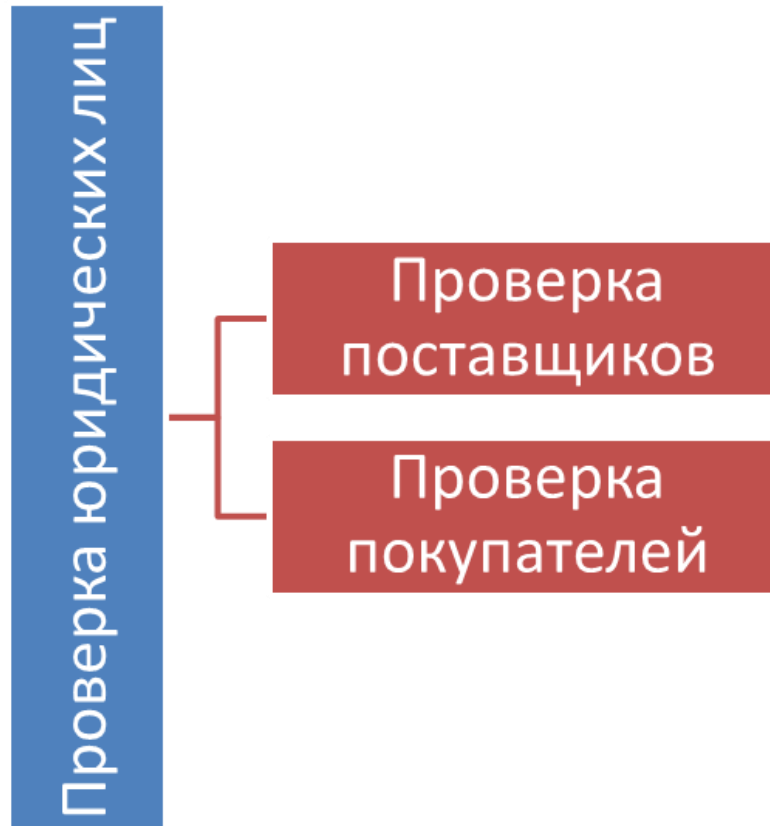 Проверка юридических лиц
Проверка
поставщиков
Проверка
покупателей